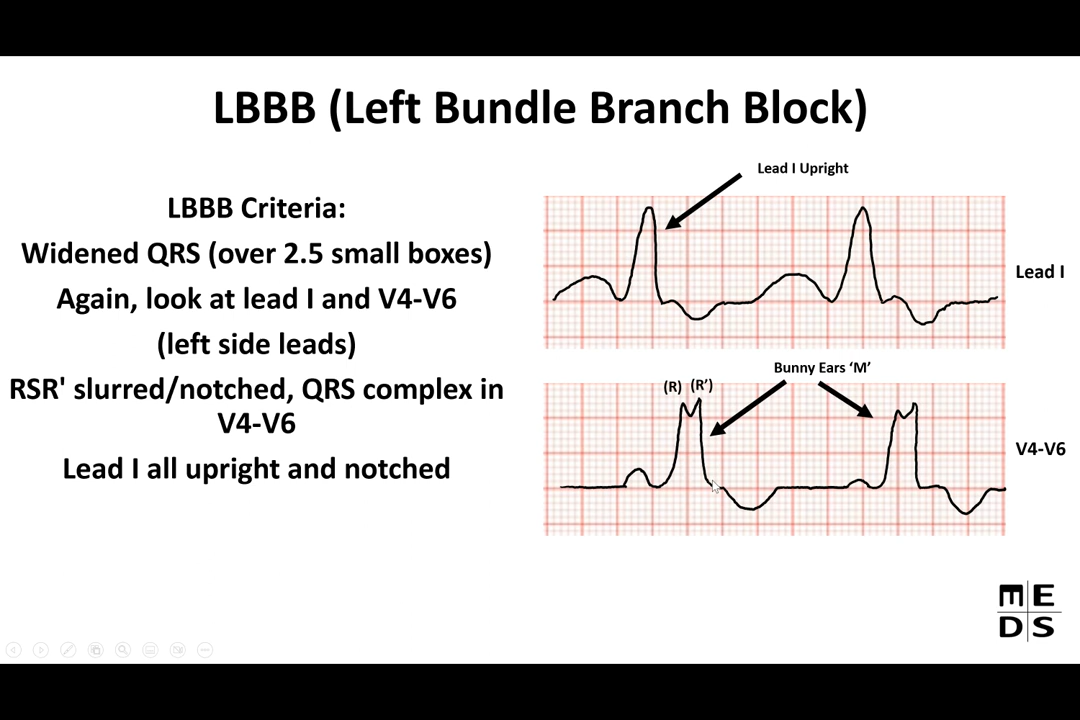 LBBB (Left Bundle Branch Block)
LBBB Criteria:
Widened QRS (over 2.5 small boxes)
Again, look at lead I and V4-V6
(left side leads)
RSR' slurred/notched, QRS complex in
V4-V6
Lead I all upright and notched
Lead I Upright
Lead I
Bunny Ears ‘M’
(R) (R’)
V4-V6
ME
DS